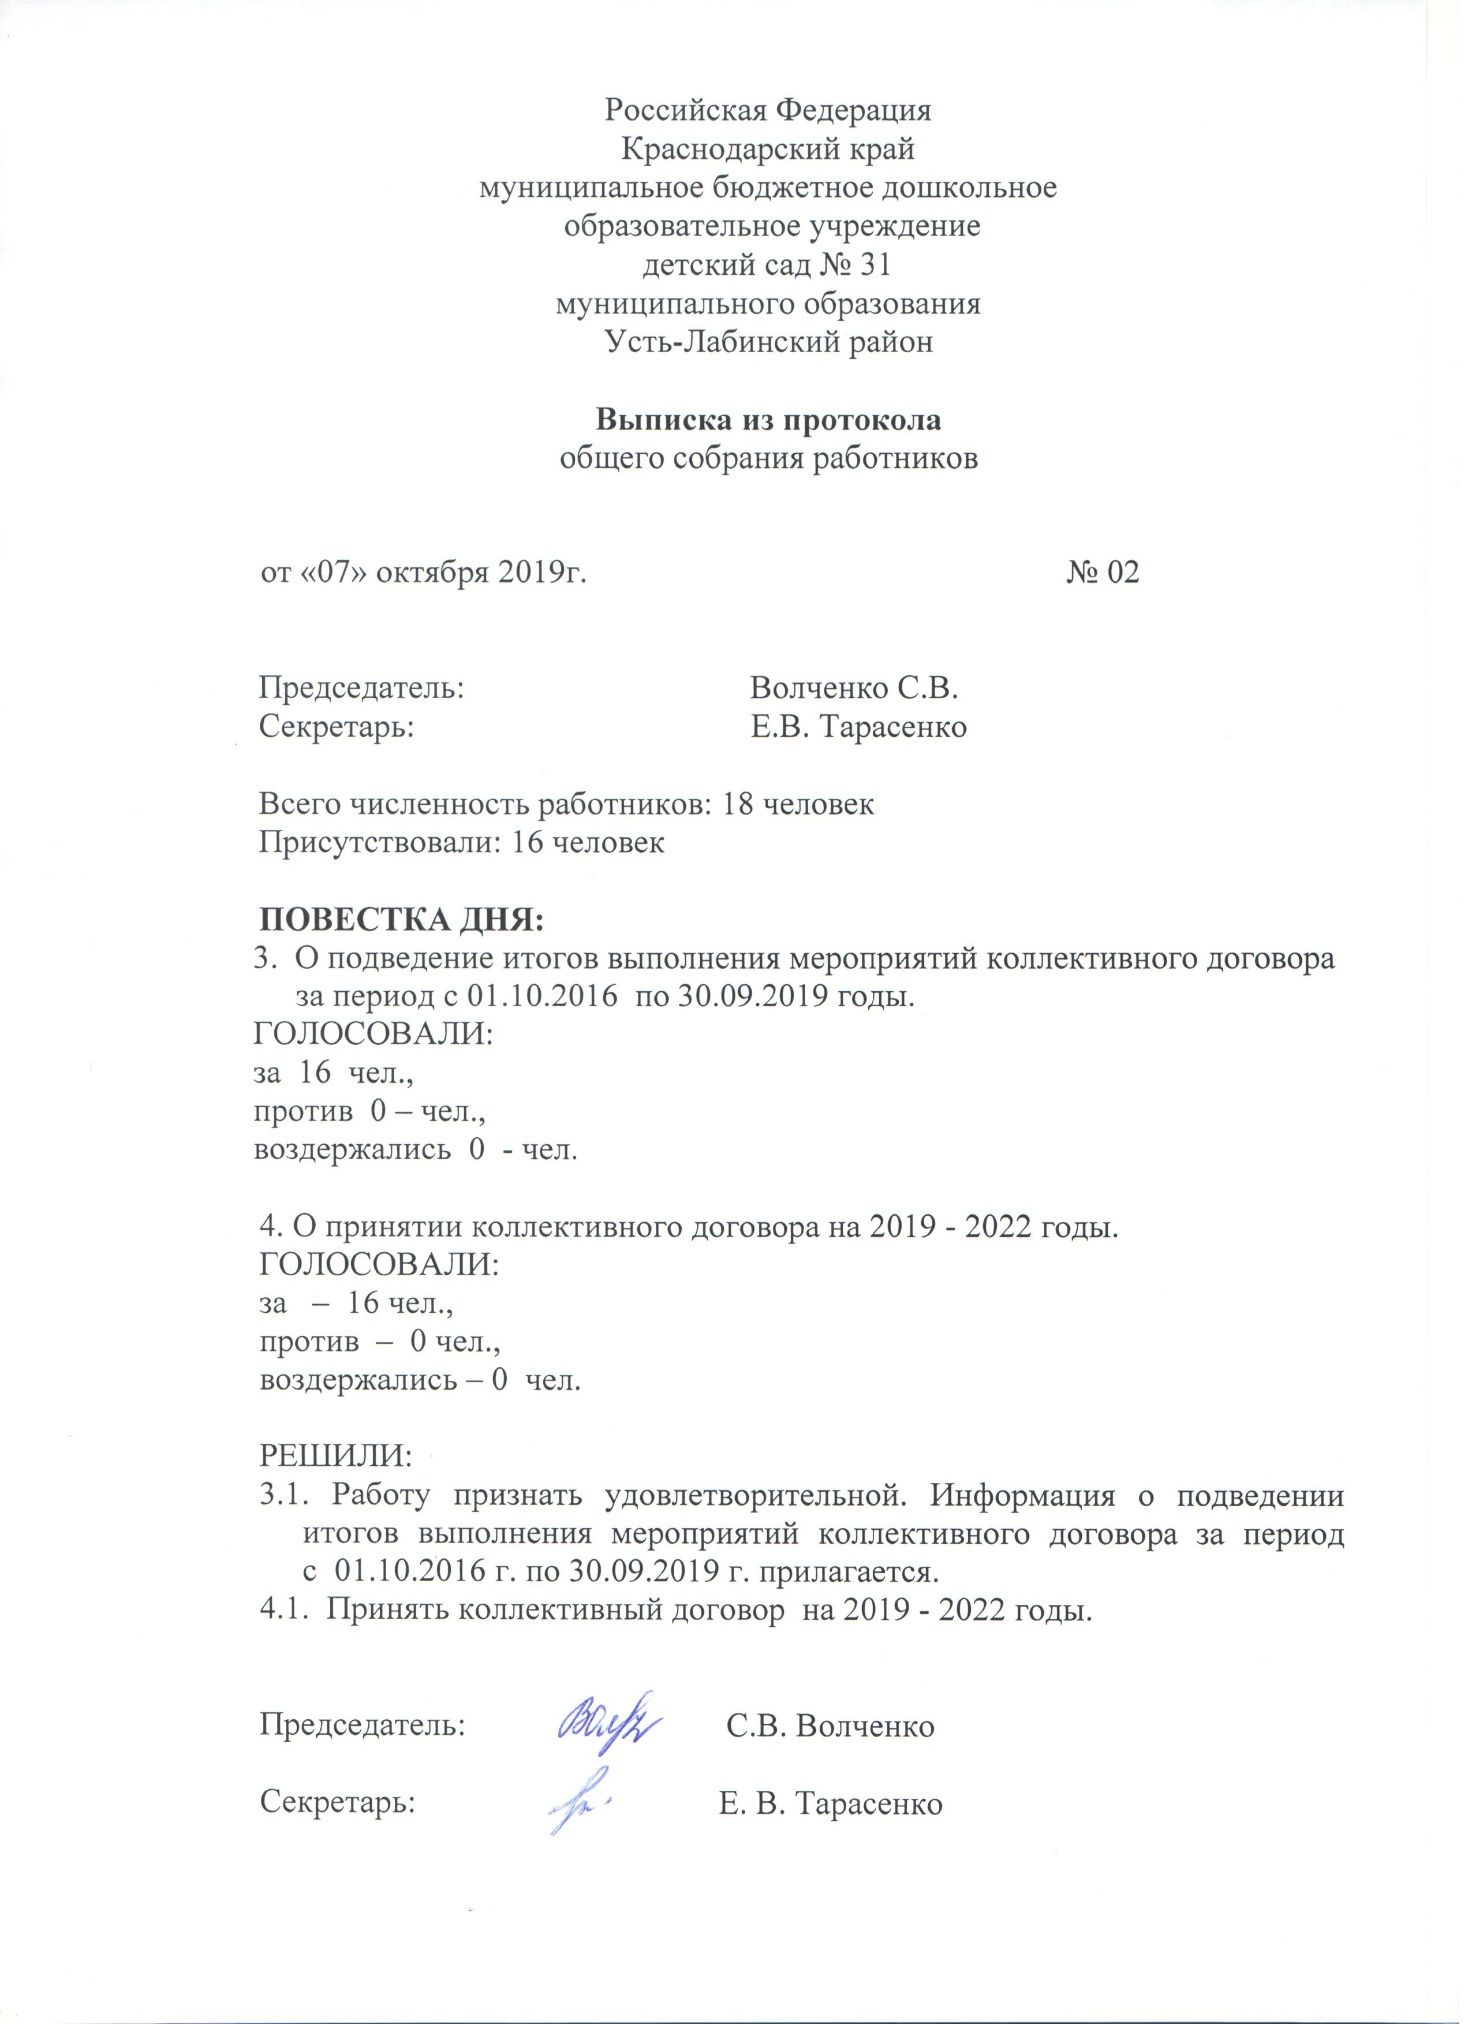 Российская Федерация
Краснодарский край
муниципальное бюджетное дошкольное
образовательное учреждение
детский сад № 31
муниципального образования
Усть-Лабинский район
Выписка из протокола
общего собрания работников
от «07» октября 2019г. № 02
Председатель: Волченко С.В.
Секретарь: Е.В. Тарасенко
Всего численность работников: 18 человек
Присутствовали: 16 человек
ПОВЕСТКА ДНЯ:
3. О подведение итогов выполнения мероприятий коллективного договора
за период с 01.10.2016 по 30.09.2019 годы.
ГОЛОСОВАЛИ:
за 16 чел.,
против 0 – чел.,
воздержались 0 - чел.
4. О принятии коллективного договора на 2019 - 2022 годы.
ГОЛОСОВАЛИ:
за – 16 чел.,
против – 0 чел.,
воздержались – 0 чел.
РЕШИЛИ:
3.1. Работу признать удовлетворительной. Информация о подведении
итогов выполнения мероприятий коллективного договора за период
с 01.10.2016 г. по 30.09.2019 г. прилагается.
4.1. Принять коллективный договор на 2019 - 2022 годы.
Председатель: С.В. Волченко
Секретарь: Е. В. Тарасенко